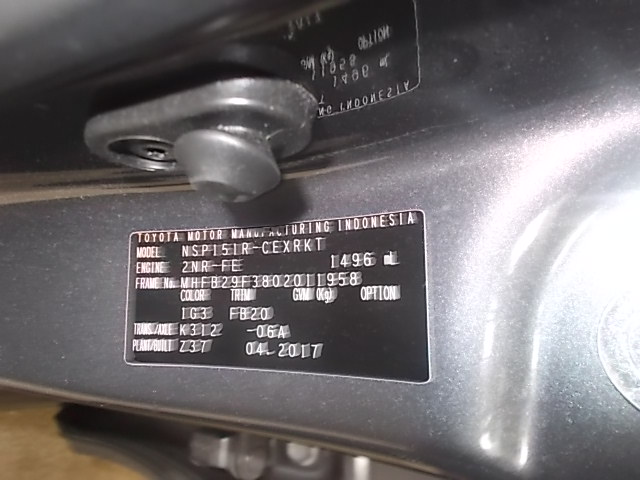 TOYOTA MOTOR MANUFACTURING INDONESIA
MODEL NSP151R-CEXRKT
ENGINE 2NR-FE 1496 mL
FRAME No. MHFB29F3802011958
COLOR TRIM GVM (Kg) OPTION
1G3 FB20
TRANS/AXLE K312 -06A
PLANT/BUILT Z37 04-2017